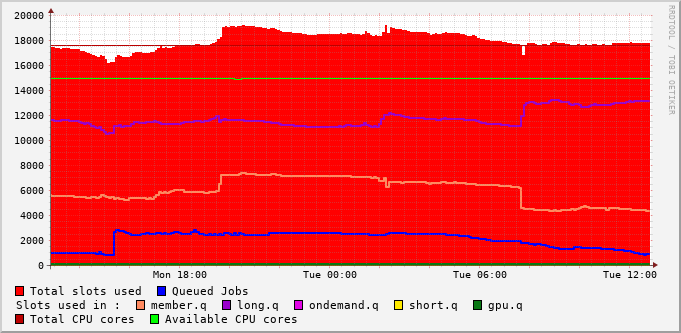 20000
18000
16000
14000
12000
10000
8000
6000
4000
2000
0
Mon 18:00 Tue 00:00 Tue 06:00 Tue 12:00
RRDTOOL / TOBI OETIKER
Total slots used Queued Jobs
Slots used in : member.q long.q ondemand.q short.q gpu.q
Total CPU cores Available CPU cores